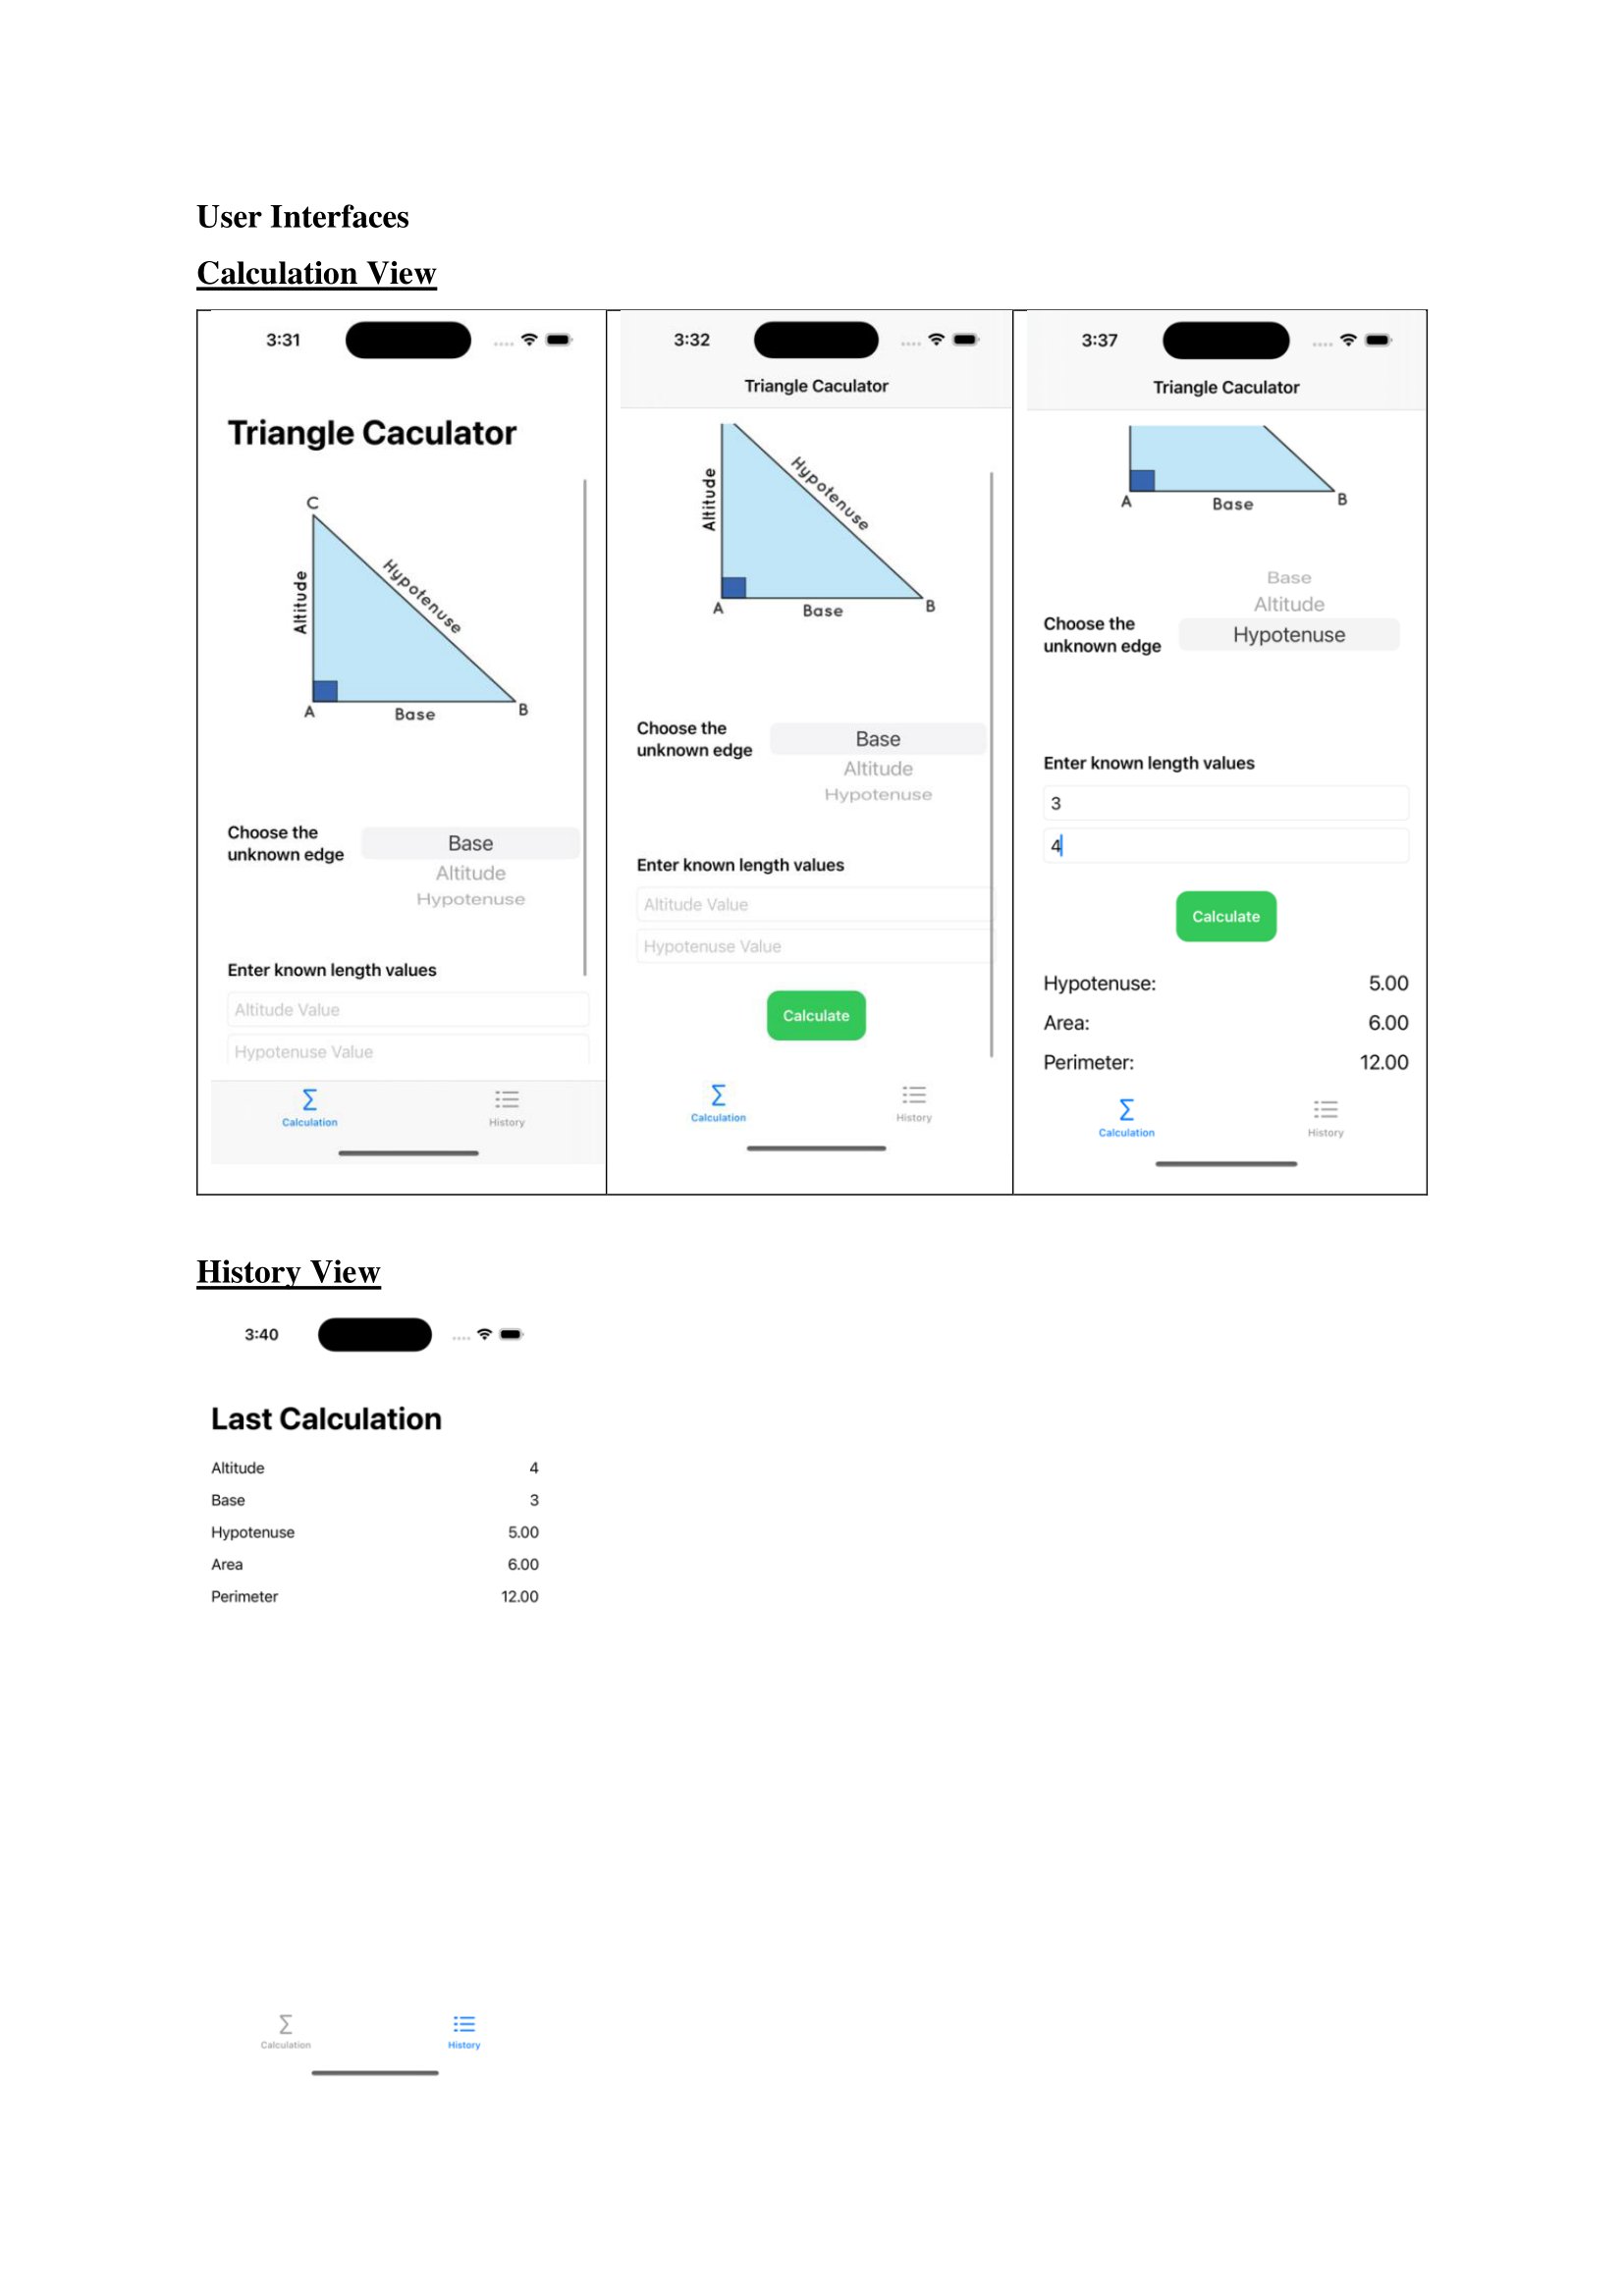 User Interfaces
Calculation View
3:31
Triangle Caculator
C
Altitude
Hypotenuse
A
Base
B
Choose the
unknown edge
Base
Altitude
Hypotenuse
Enter known length values
Altitude Value
Hypotenuse Value
Σ
Calculation
History
3:32
Triangle Caculator
Altitude
Hypotenuse
A
Base
B
Choose the
unknown edge
Base
Altitude
Hypotenuse
Enter known length values
Altitude Value
Hypotenuse Value
Calculate
Σ
Calculation
History
3:37
Triangle Caculator
A
Base
B
Base
Altitude
Choose the
unknown edge
Hypotenuse
Enter known length values
3
4
Calculate
Hypotenuse: 5.00
Area: 6.00
Perimeter: 12.00
Σ
Calculation
History
History View
3:40
Last Calculation
Altitude 4
Base 3
Hypotenuse 5.00
Area 6.00
Perimeter 12.00
Σ
Calculation
History